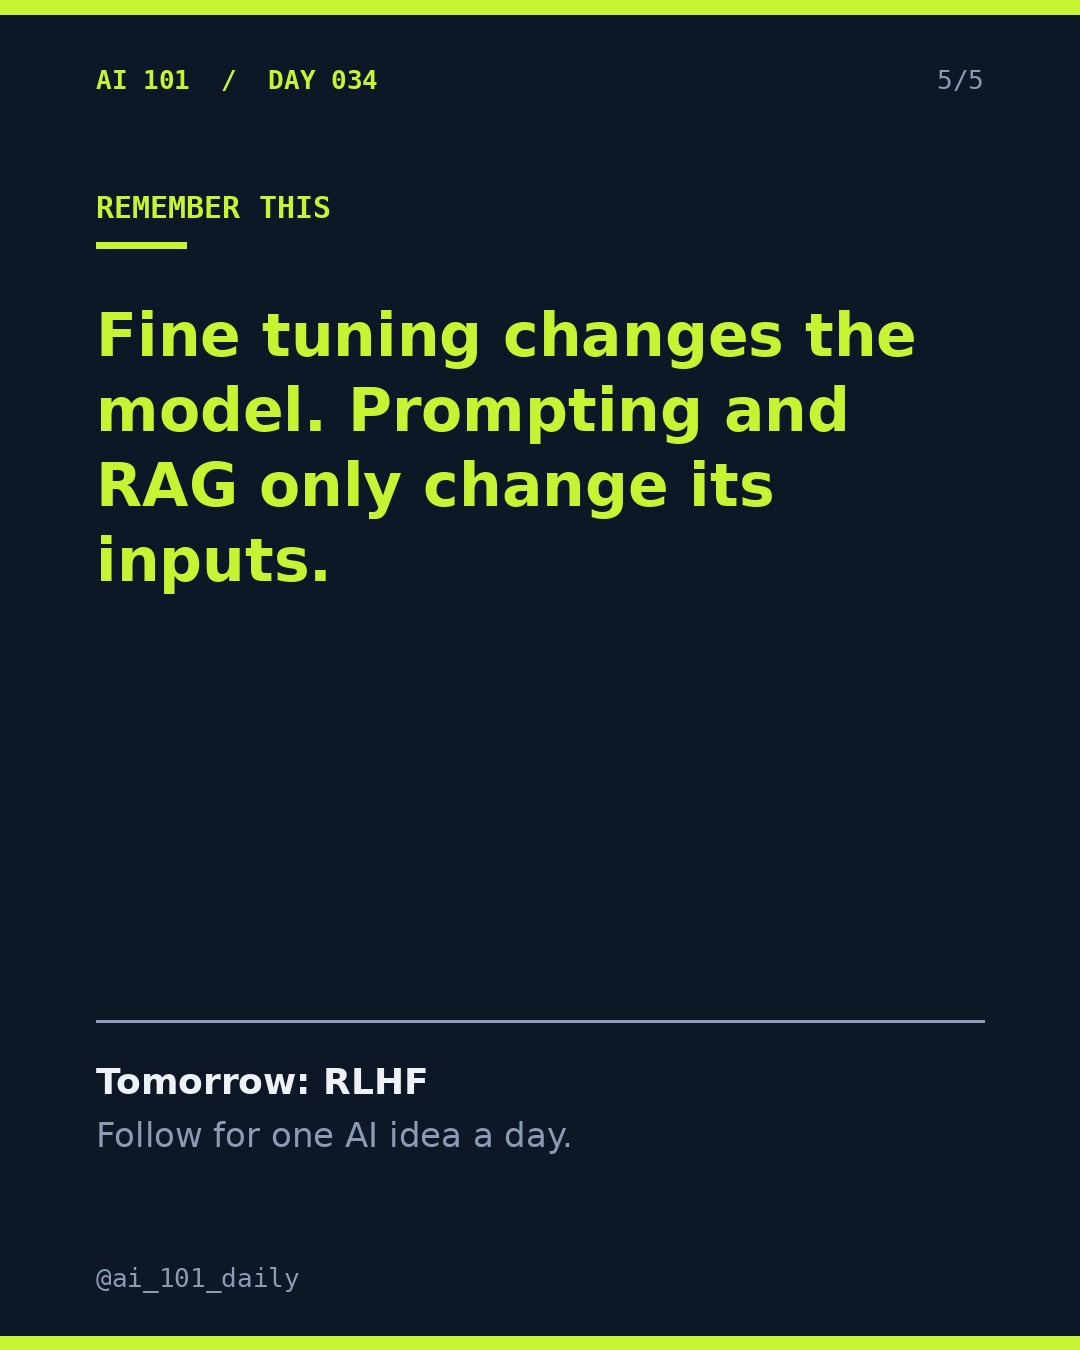 AI 101 / DAY 034
5/5
REMEMBER THIS
Fine tuning changes the
model. Prompting and
RAG only change its
inputs.
Tomorrow: RLHF
Follow for one AI idea a day.
@ai_101_daily